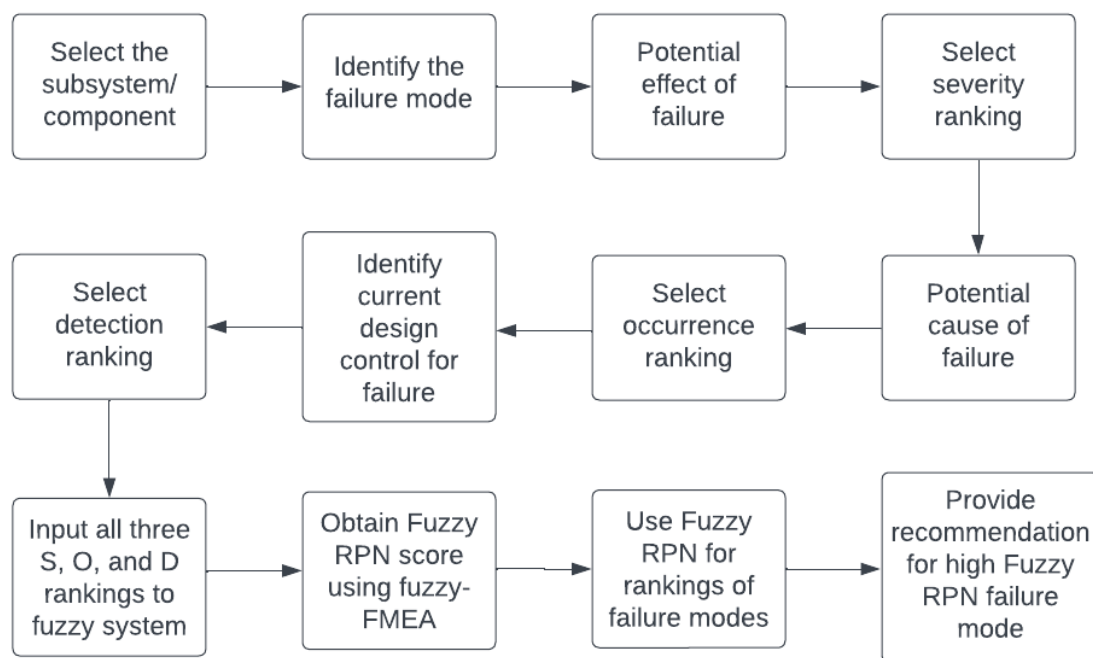 Select the
subsystem/
component
Identify the
failure mode
Potential
effect of
failure
Select
severity
ranking
Potential
cause of
failure
Select
occurrence
ranking
Identify
current
design
control for
failure
Select
detection
ranking
Input all three
S, O, and D
rankings to
fuzzy system
Obtain Fuzzy
RPN score
using fuzzy-
FMEA
Use Fuzzy
RPN for
rankings of
failure modes
Provide
recommendation
for high Fuzzy
RPN failure
mode